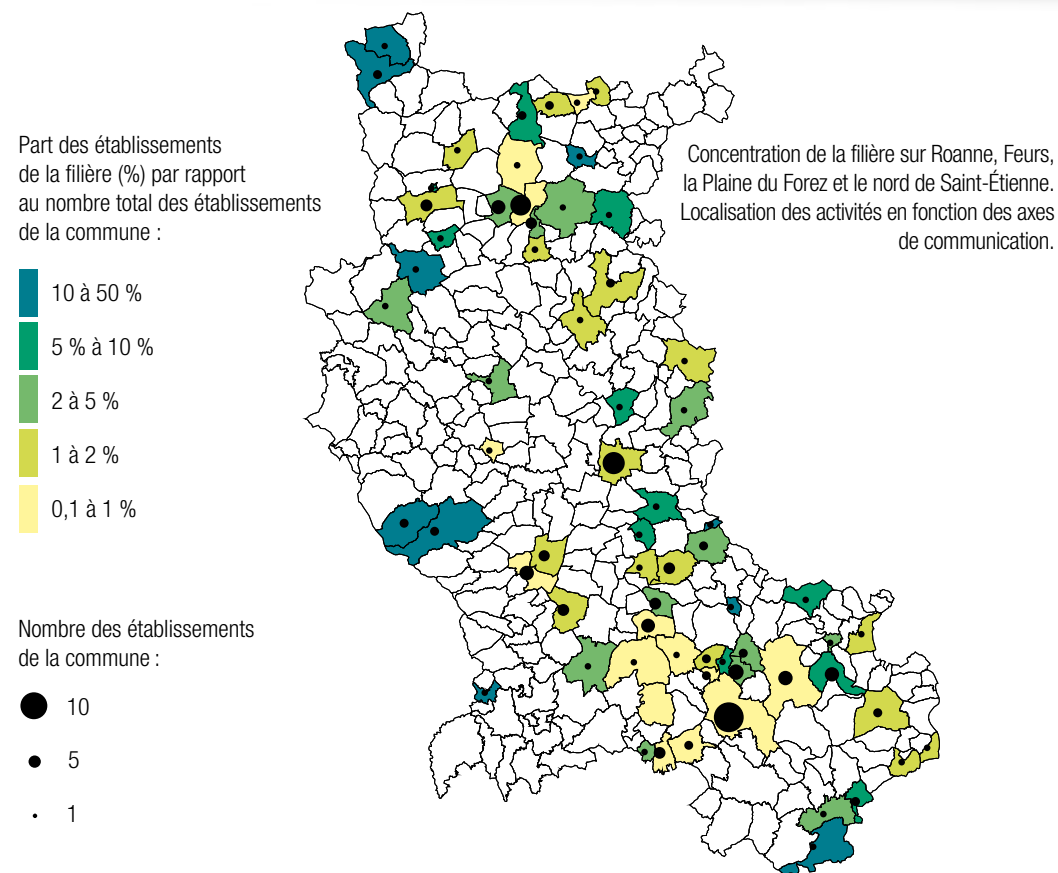 Part des établissements
de la filière (%) par rapport
au nombre total des établissements
de la commune :
10 à 50 %
5 % à 10 %
2 à 5 %
1 à 2 %
0,1 à 1 %
Nombre des établissements
de la commune :
10
5
1
Concentration de la filière sur Roanne, Feurs,
la Plaine du Forez et le nord de Saint-Étienne.
Localisation des activités en fonction des axes
de communication.